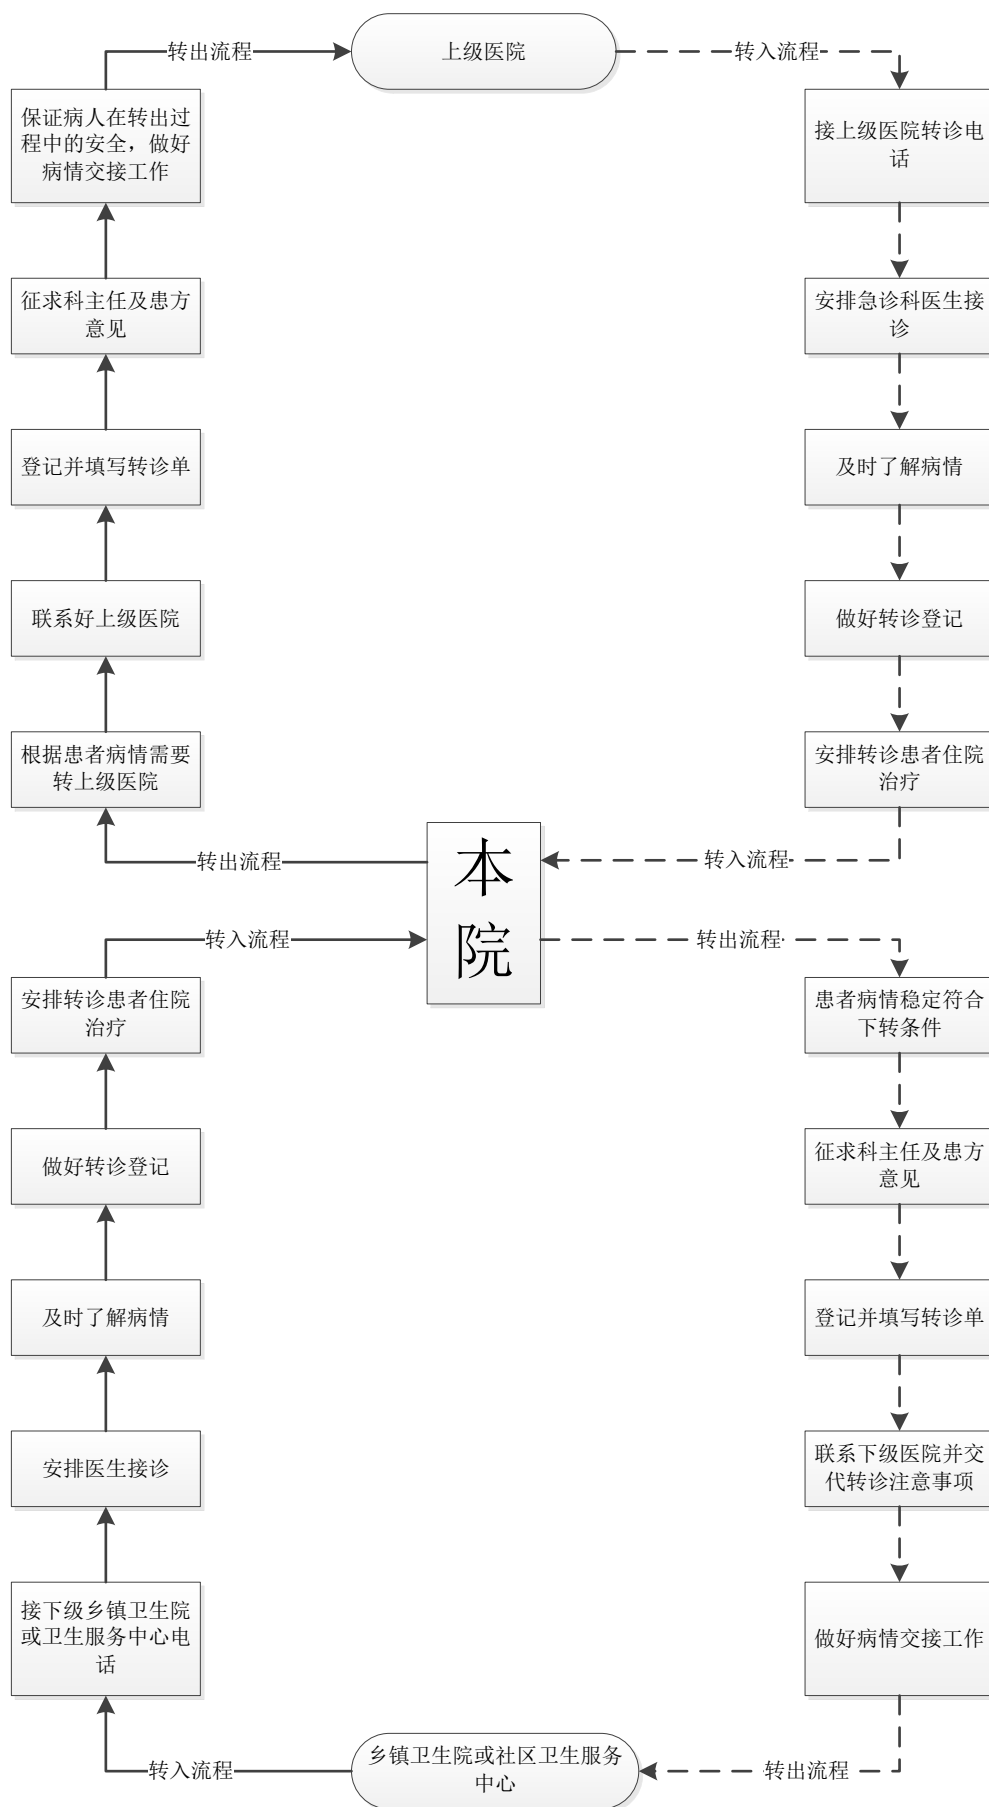 转出流程
上级医院
转入流程
保证病人在转出过
程中的安全，做好
病情交接工作
接上级医院转诊电
话
征求科主任及患方
意见
安排急诊科医生接
诊
登记并填写转诊单
及时了解病情
联系好上级医院
做好转诊登记
根据患者病情需要
转上级医院
安排转诊患者住院
治疗
转出流程
本
院
转入流程
转入流程
转出流程
安排转诊患者住院
治疗
患者病情稳定符合
下转条件
做好转诊登记
征求科主任及患方
意见
及时了解病情
登记并填写转诊单
安排医生接诊
联系下级医院并交
代转诊注意事项
接下级乡镇卫生院
或卫生服务中心电
话
做好病情交接工作
转入流程
乡镇卫生院或社区卫生服务
中心
转出流程